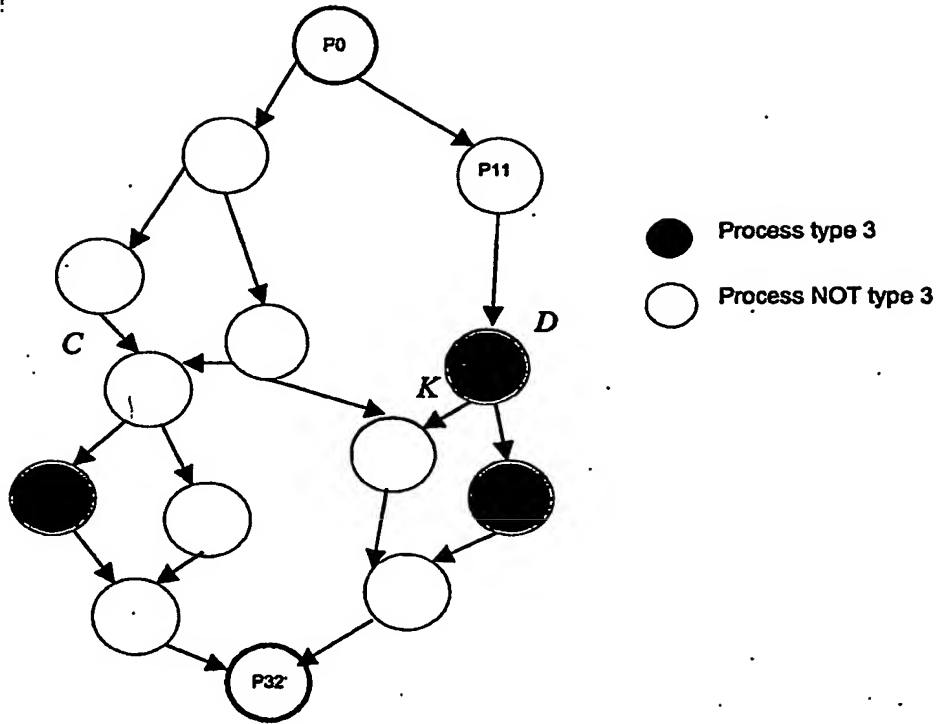 P0
P11
Process type 3
Process NOT type 3
D
C
K
P32'